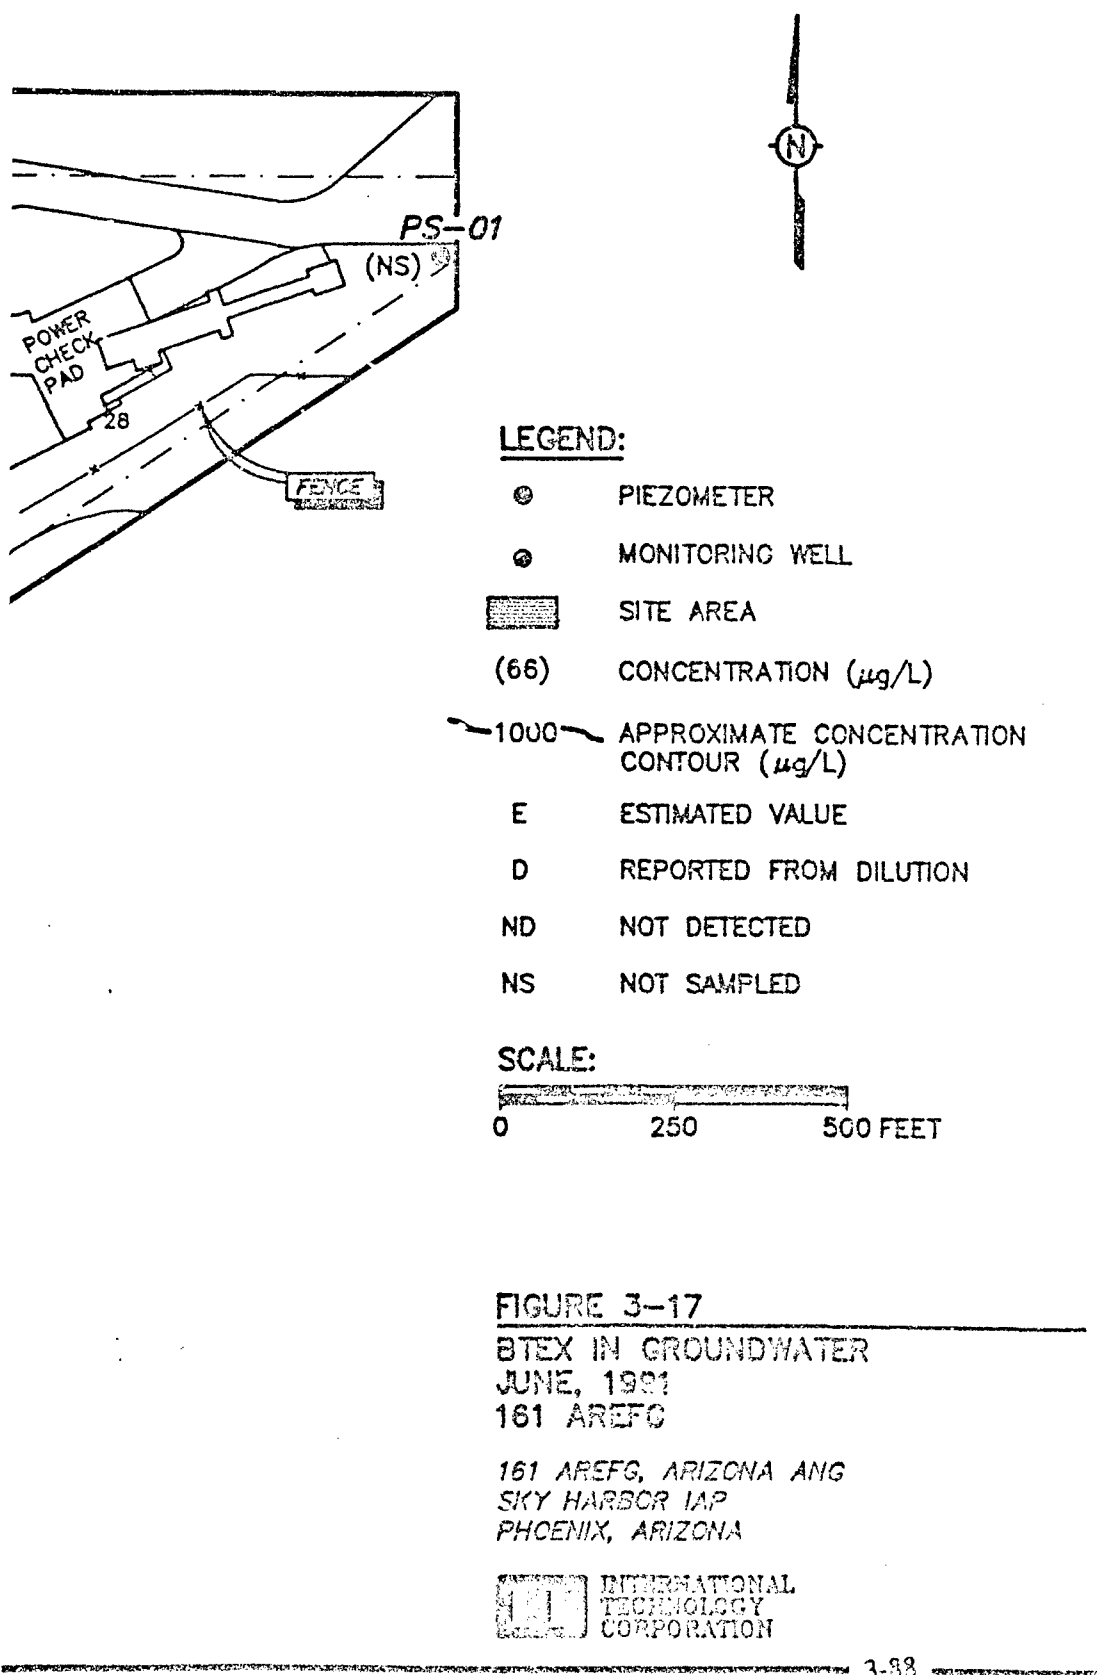 N
PS-01
(NS)
POWER
CHECK
PAD
28
FENCE
LEGEND:
PIEZOMETER
MONITORING WELL
SITE AREA
(66) CONCENTRATION (µg/L)
1000 APPROXIMATE CONCENTRATION
CONTOUR (µg/L)
E ESTIMATED VALUE
D REPORTED FROM DILUTION
ND NOT DETECTED
NS NOT SAMPLED
SCALE:
0 250 500 FEET
FIGURE 3-17
BTEX IN GROUNDWATER
JUNE, 1991
161 AREFG
161 AREFG, ARIZONA ANG
SKY HARBOR IAP
PHOENIX, ARIZONA
INTERNATIONAL
TECHNOLOGY
CORPORATION